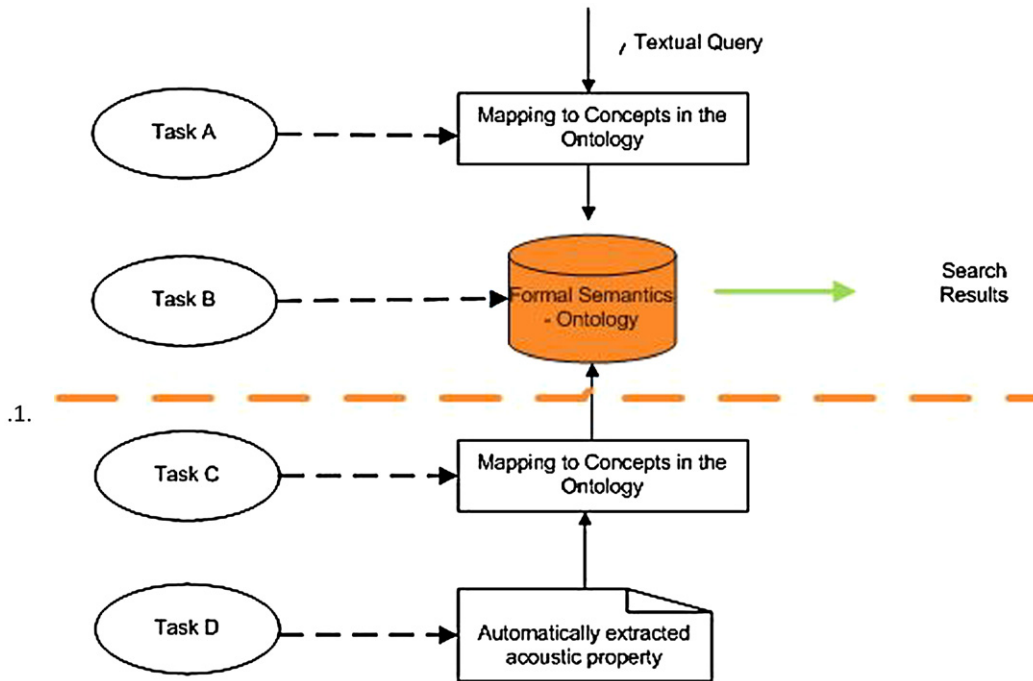 Textual Query
Task A
Mapping to Concepts in the
Ontology
Task B
Formal Semantics
- Ontology
Search
Results
.1.
Task C
Mapping to Concepts in the
Ontology
Task D
Automatically extracted
acoustic property